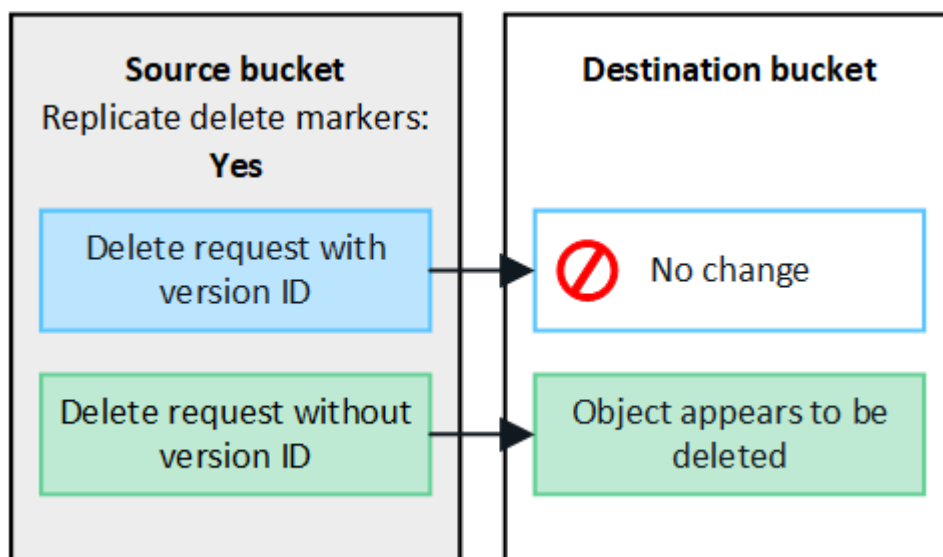 Source bucket
Replicate delete markers:
Yes
Delete request with
version ID
Delete request without
version ID
Destination bucket
No change
Object appears to be
deleted